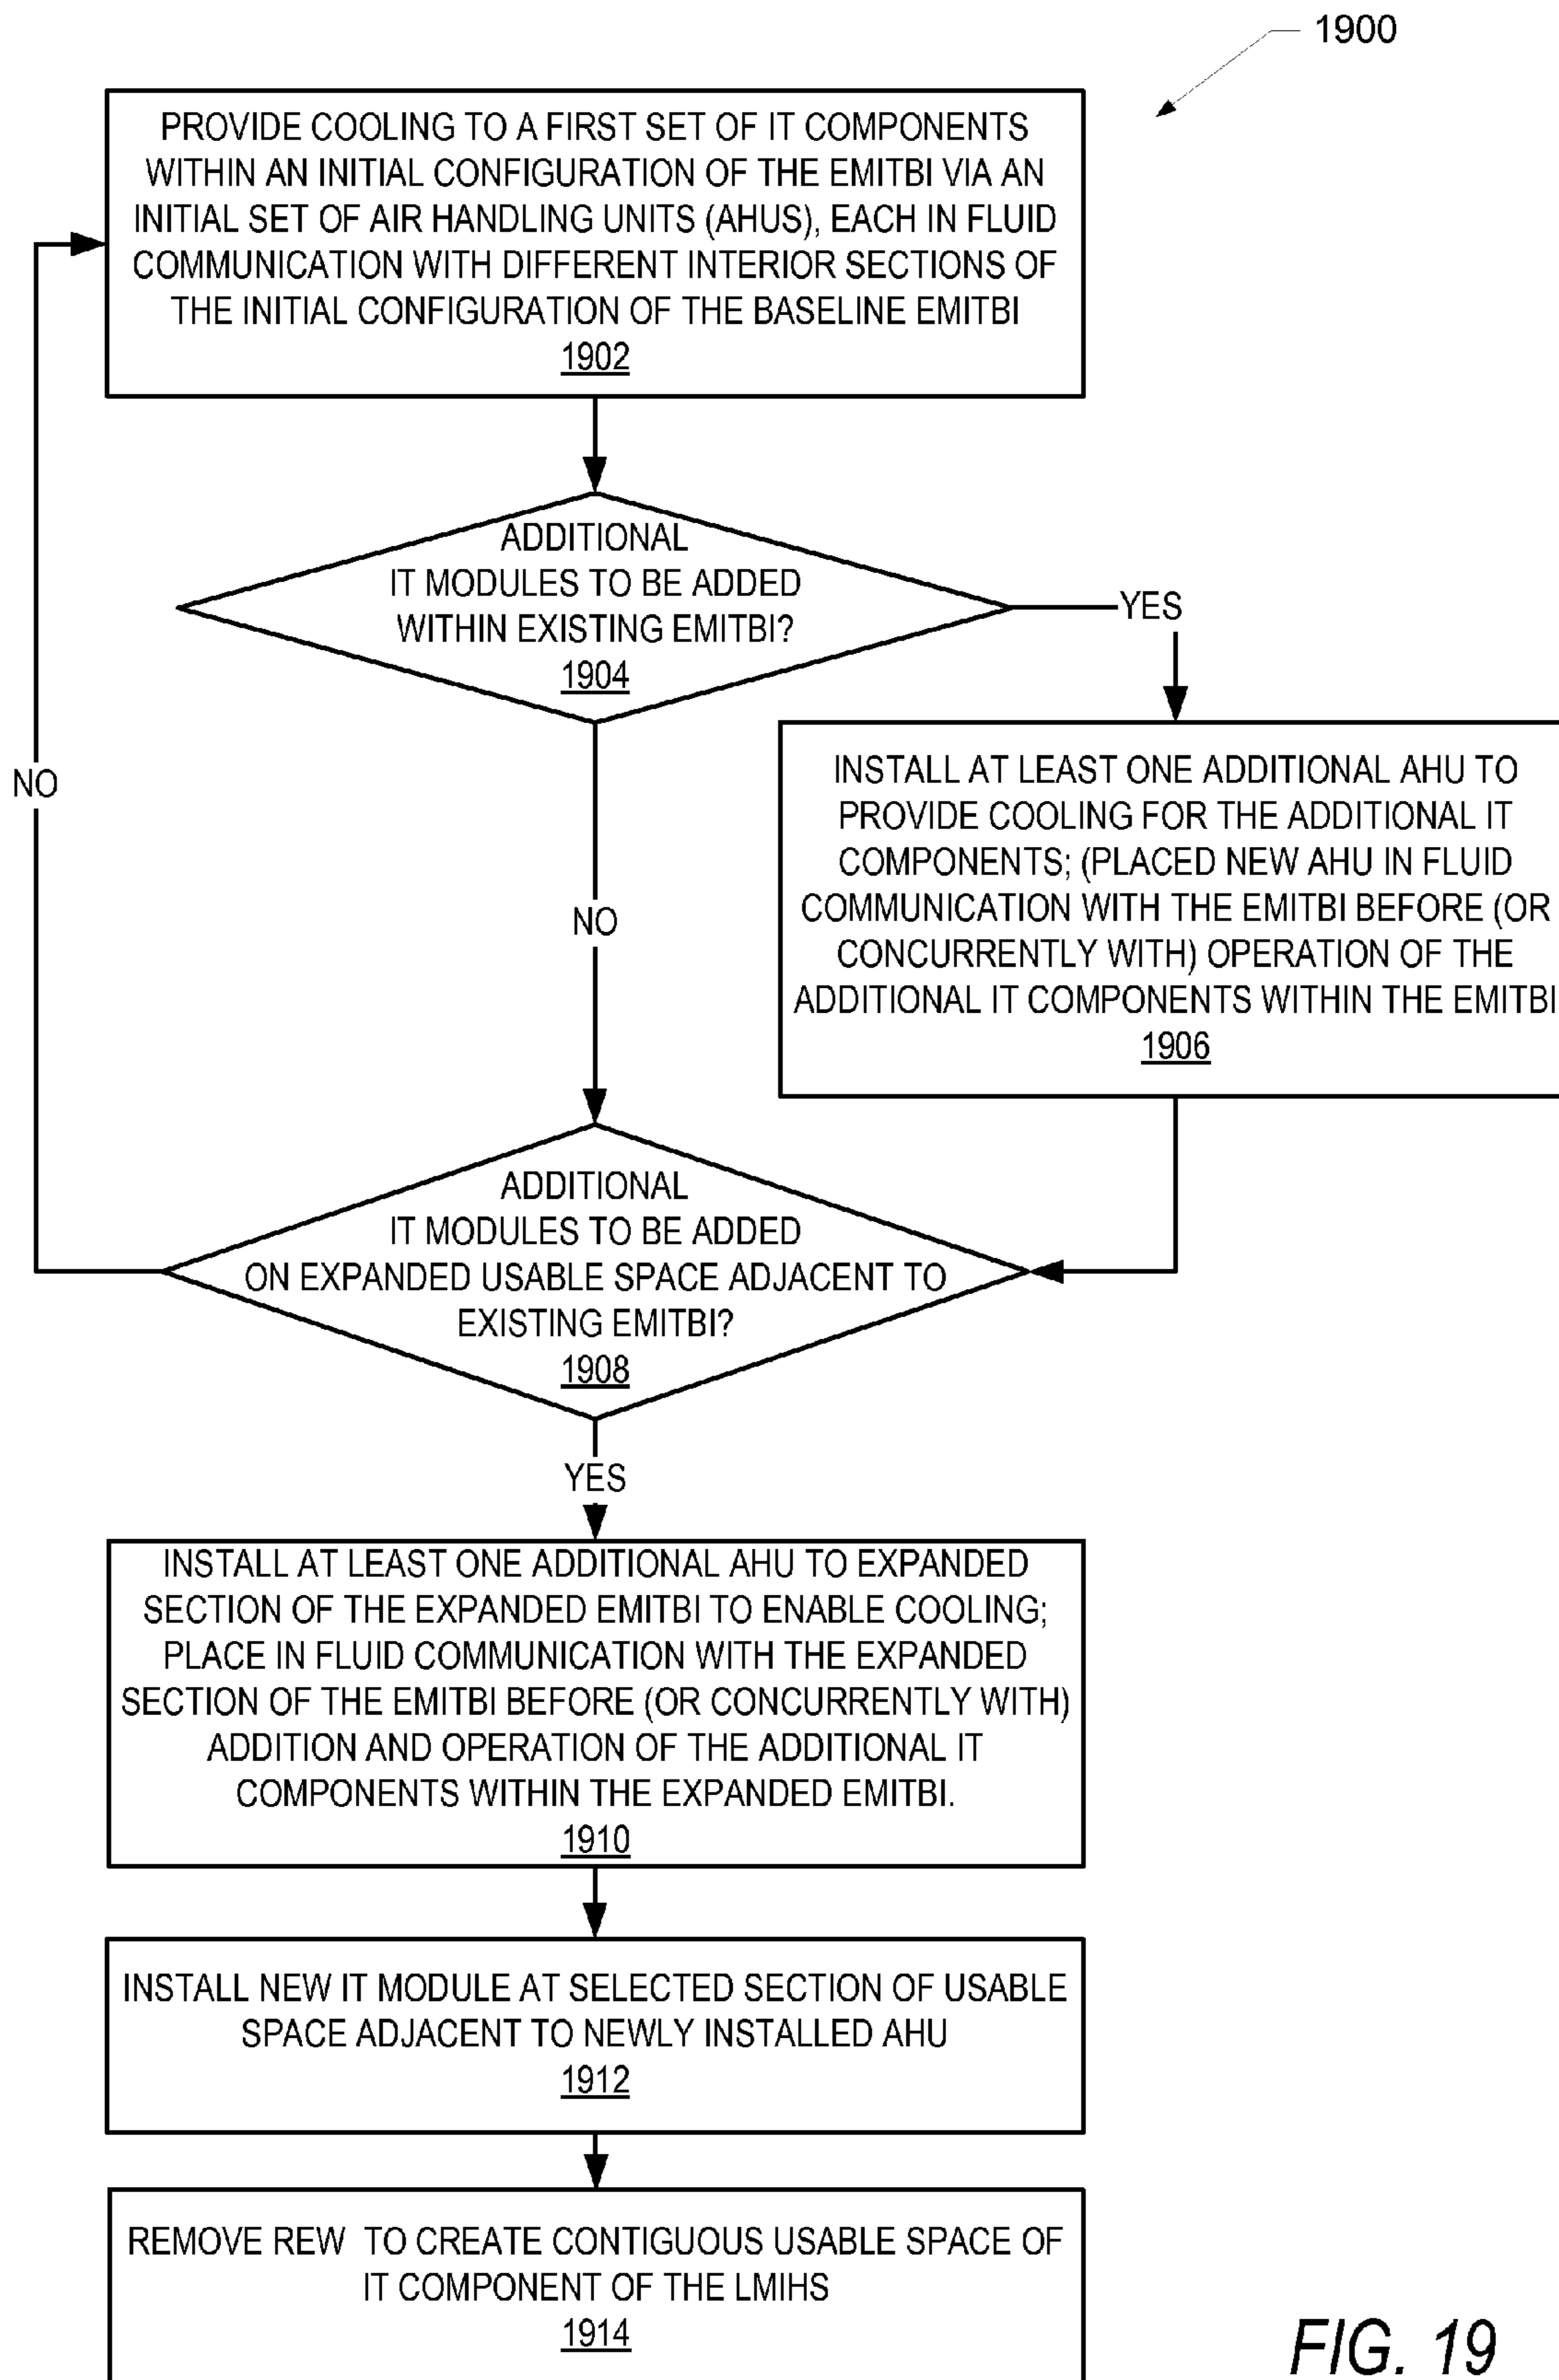 1900
PROVIDE COOLING TO A FIRST SET OF IT COMPONENTS
WITHIN AN INITIAL CONFIGURATION OF THE EMITBI VIA AN
INITIAL SET OF AIR HANDLING UNITS (AHUS), EACH IN FLUID
COMMUNICATION WITH DIFFERENT INTERIOR SECTIONS OF
THE INITIAL CONFIGURATION OF THE BASELINE EMITBI
1902
ADDITIONAL
IT MODULES TO BE ADDED
WITHIN EXISTING EMITBI?
1904
YES
NO
INSTALL AT LEAST ONE ADDITIONAL AHU TO
PROVIDE COOLING FOR THE ADDITIONAL IT
COMPONENTS; (PLACED NEW AHU IN FLUID
COMMUNICATION WITH THE EMITBI BEFORE (OR
CONCURRENTLY WITH) OPERATION OF THE
ADDITIONAL IT COMPONENTS WITHIN THE EMITBI
1906
NO
ADDITIONAL
IT MODULES TO BE ADDED
ON EXPANDED USABLE SPACE ADJACENT TO
EXISTING EMITBI?
1908
YES
INSTALL AT LEAST ONE ADDITIONAL AHU TO EXPANDED
SECTION OF THE EXPANDED EMITBI TO ENABLE COOLING;
PLACE IN FLUID COMMUNICATION WITH THE EXPANDED
SECTION OF THE EMITBI BEFORE (OR CONCURRENTLY WITH)
ADDITION AND OPERATION OF THE ADDITIONAL IT
COMPONENTS WITHIN THE EXPANDED EMITBI.
1910
INSTALL NEW IT MODULE AT SELECTED SECTION OF USABLE
SPACE ADJACENT TO NEWLY INSTALLED AHU
1912
REMOVE REW TO CREATE CONTIGUOUS USABLE SPACE OF
IT COMPONENT OF THE LMIHS
1914
FIG. 19